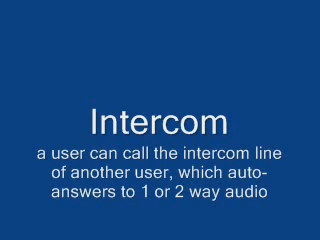 Intercom
a user can call the intercom line
of another user, which auto-
answers to 1 or 2 way audio